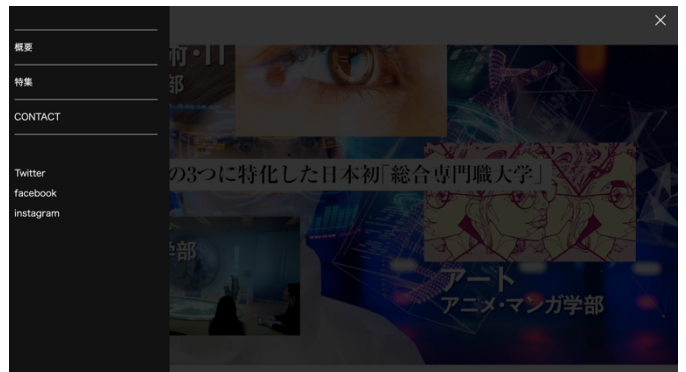 概要
特集
CONTACT
Twitter
facebook
instagram
術・IT
部
の3つに特化した日本初「総合専門職大学」
学部
アート
アニメ・マンガ学部